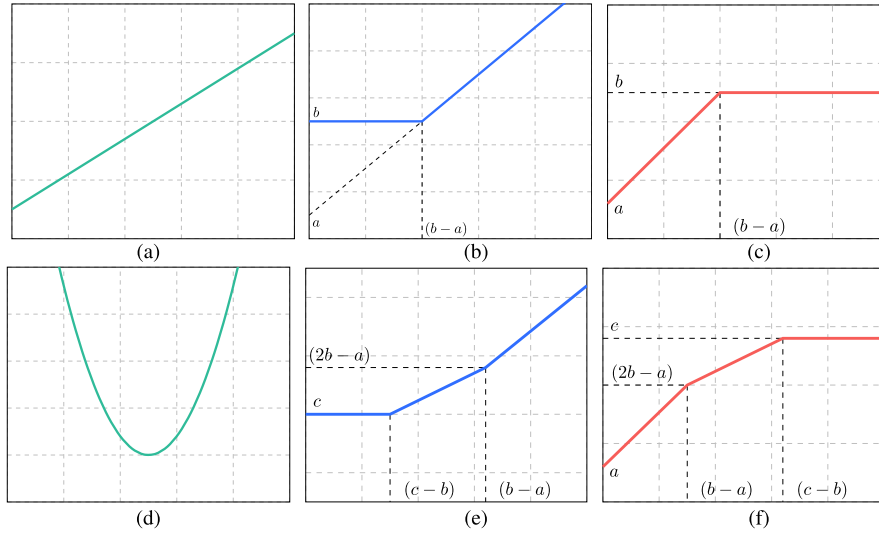 b
a
(b − a)
b
a
(b − a)
(a)
(b)
(c)
(2b − a)
c
(c − b)
(b − a)
c
(2b − a)
a
(b − a)
(c − b)
(d)
(e)
(f)